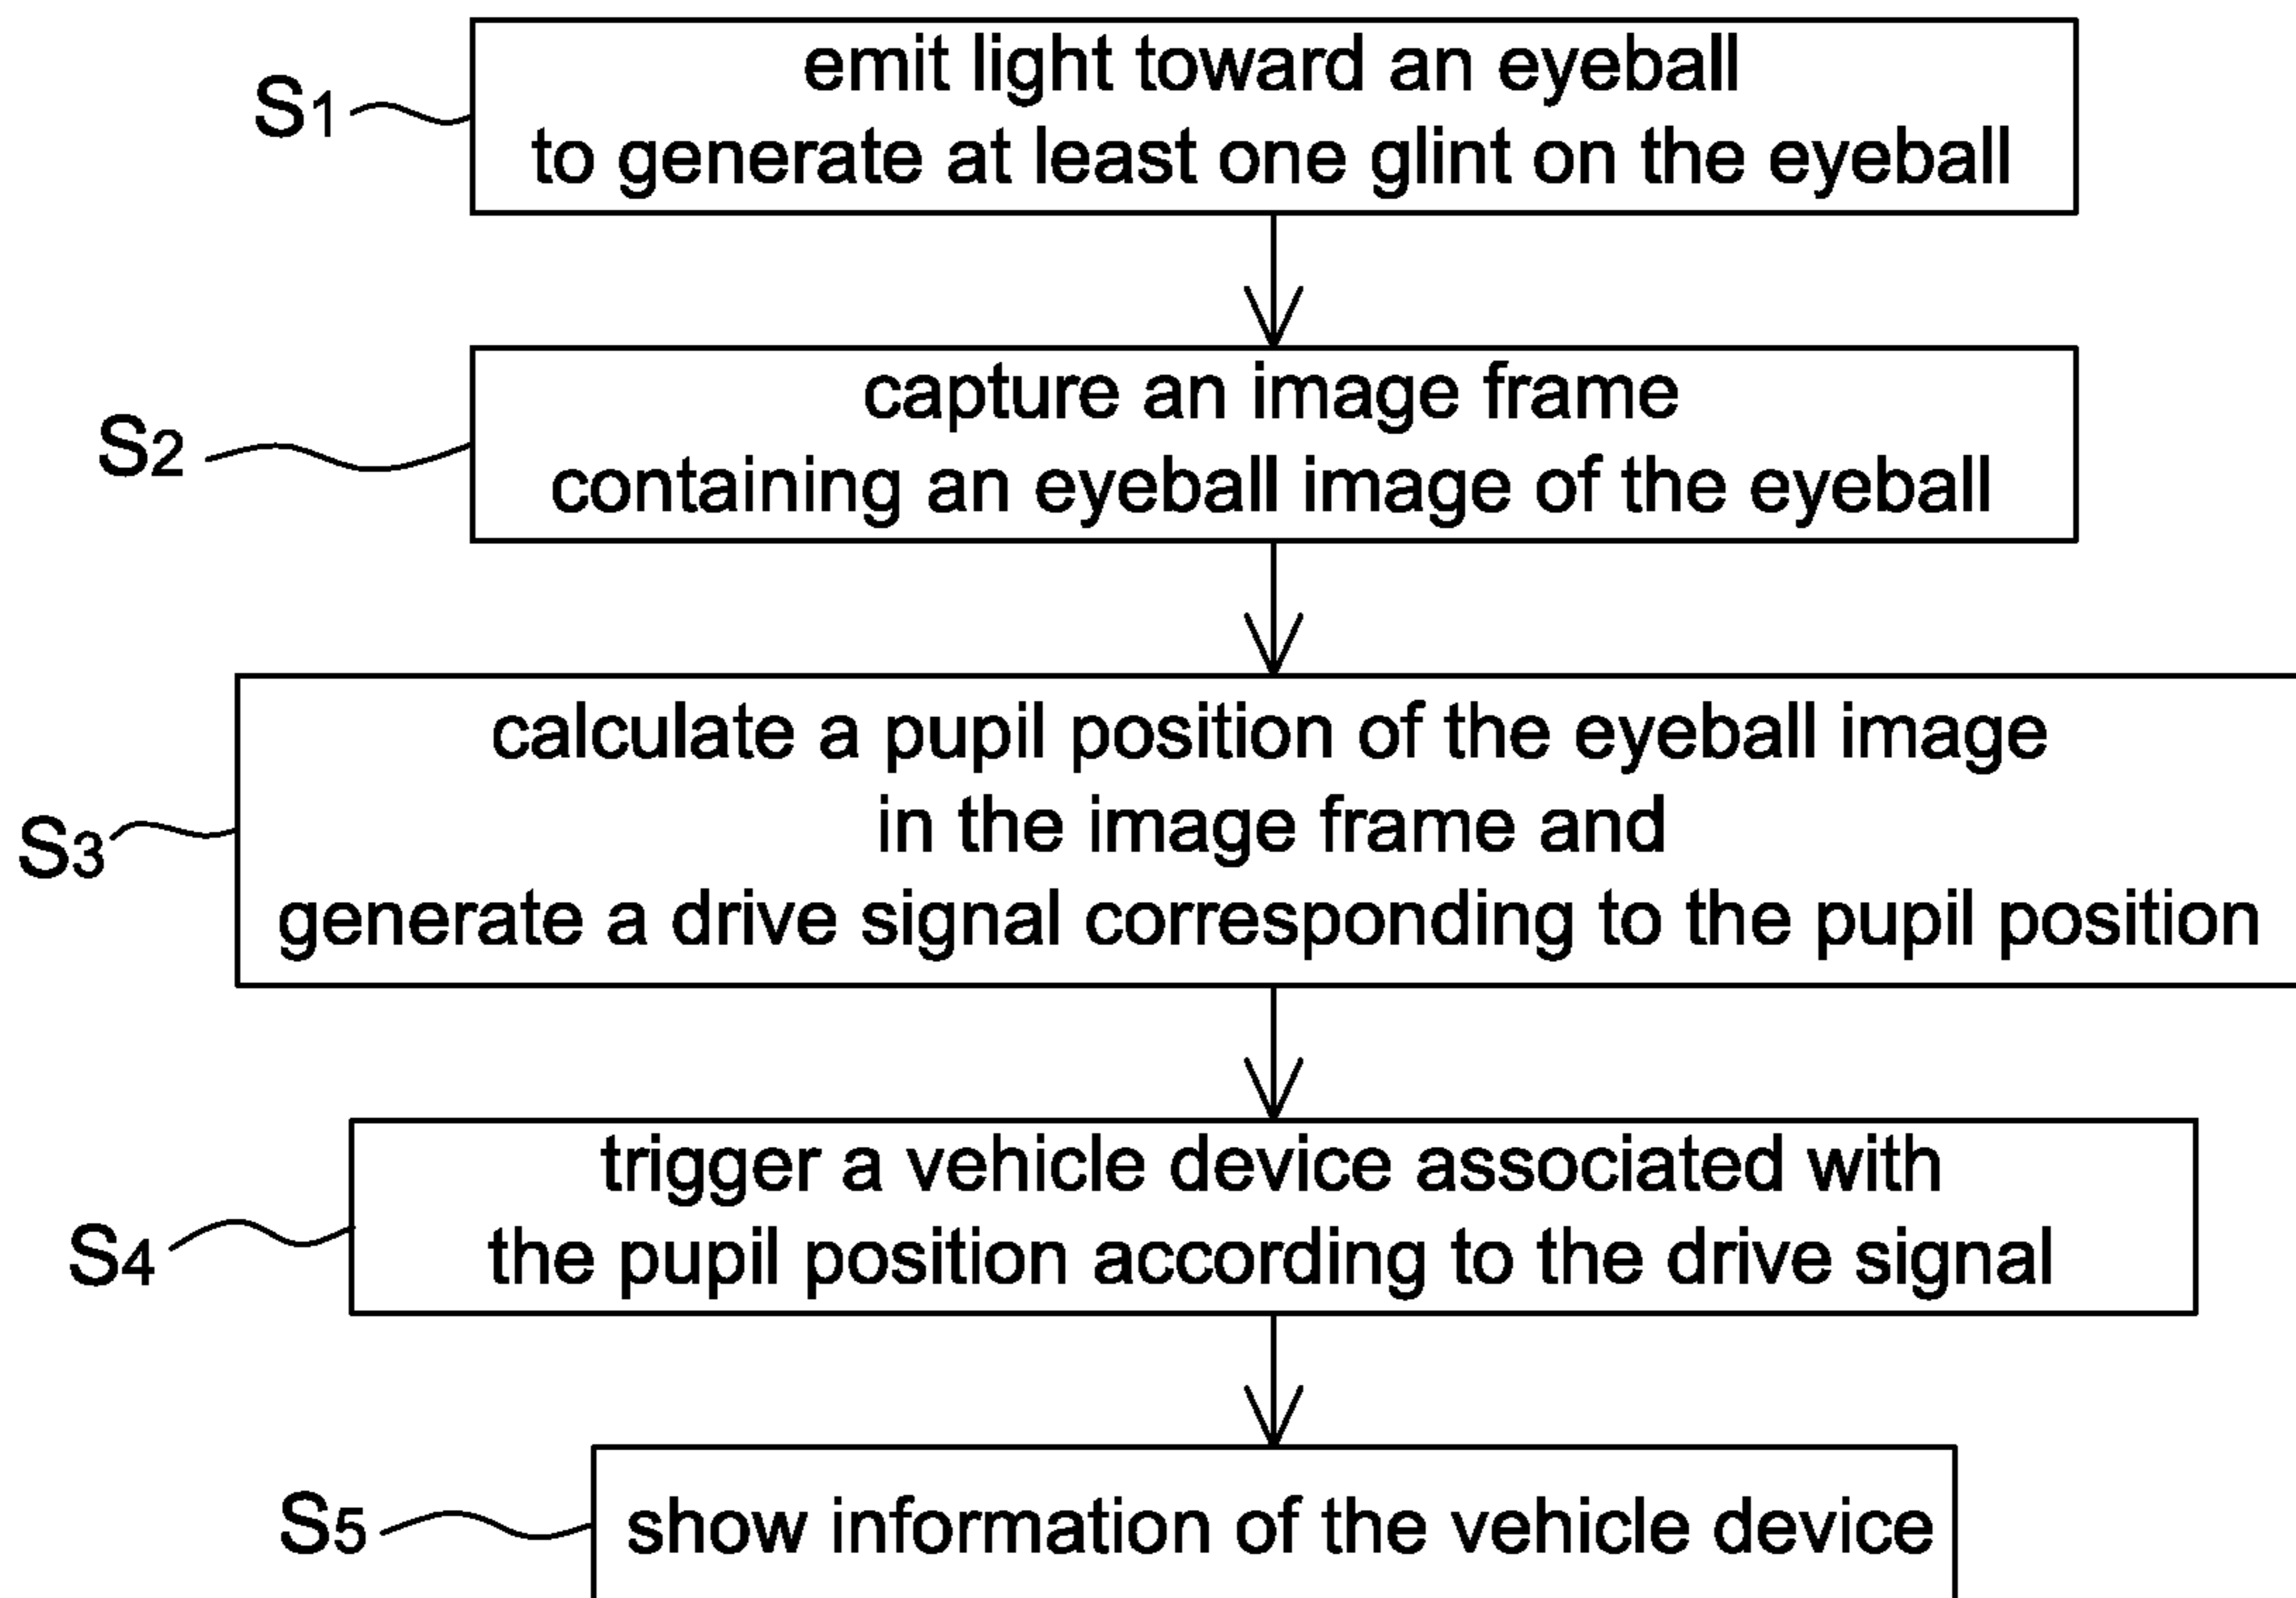 S1
emit light toward an eyeball
to generate at least one glint on the eyeball
S2
capture an image frame
containing an eyeball image of the eyeball
S3
calculate a pupil position of the eyeball image
in the image frame and
generate a drive signal corresponding to the pupil position
S4
trigger a vehicle device associated with
the pupil position according to the drive signal
S5
show information of the vehicle device